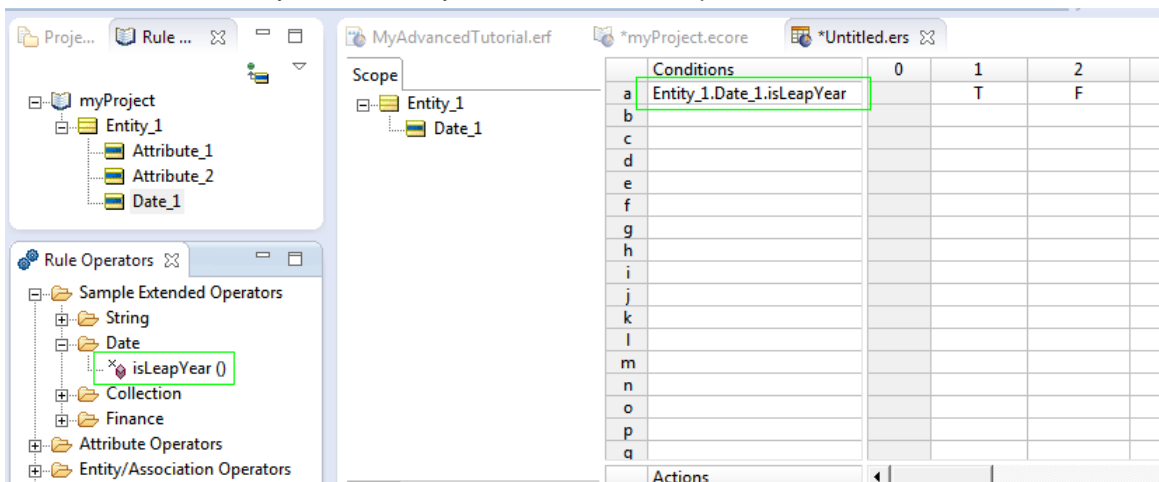 Proje... Rule ...
myProject
Entity_1
Attribute_1
Attribute_2
Date_1
Rule Operators
Sample Extended Operators
String
Date
isLeapYear ()
Collection
Finance
Attribute Operators
Entity/Association Operators
MyAdvancedTutorial.erf *myProject.ecore *Untitled.ers
Scope
Entity_1
Date_1
Conditions 0 1 2
a Entity_1.Date_1.isLeapYear T F
b
c
d
e
f
g
h
i
j
k
l
m
n
o
p
q
Actions